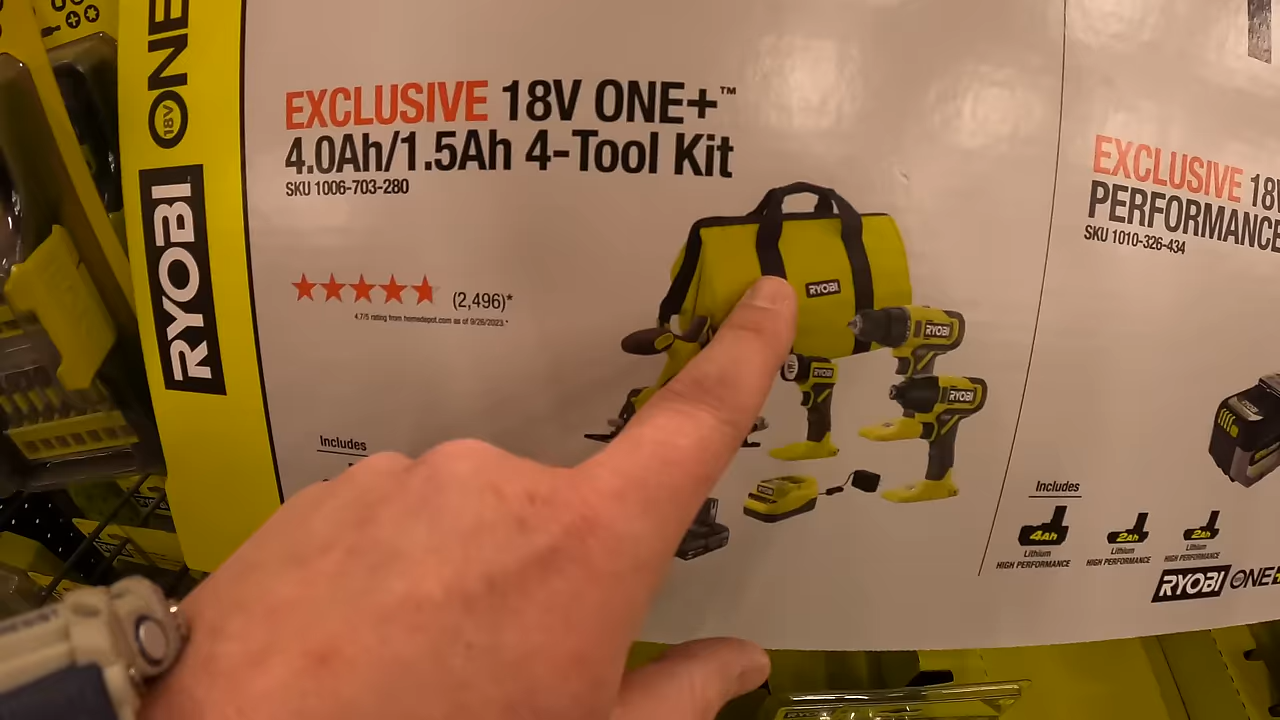 RYOBI 18V ONE
EXCLUSIVE 18V ONE+™
4.0Ah/1.5Ah 4-Tool Kit
SKU 1006-703-280
(2,496)*
4.7/5 rating from homedepot.com as of 9/26/2023.*
Includes
RYOBI
RYOBI
RYOBI
RYOBI
EXCLUSIVE 18V
PERFORMANCE
SKU 1010-326-434
Includes
4Ah
2Ah
2Ah
Lithium
HIGH PERFORMANCE
Lithium
HIGH PERFORMANCE
Lithium
HIGH PERFORMANCE
RYOBI ONE+